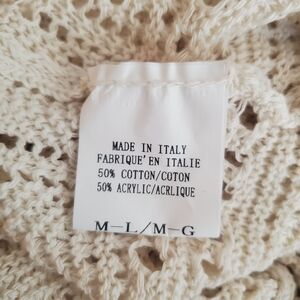 MADE IN ITALY
FABRIQUE'EN ITALIE
50% COTTON/COTON
50% ACRYLIC/ACRLIQUE
M-L/M-G